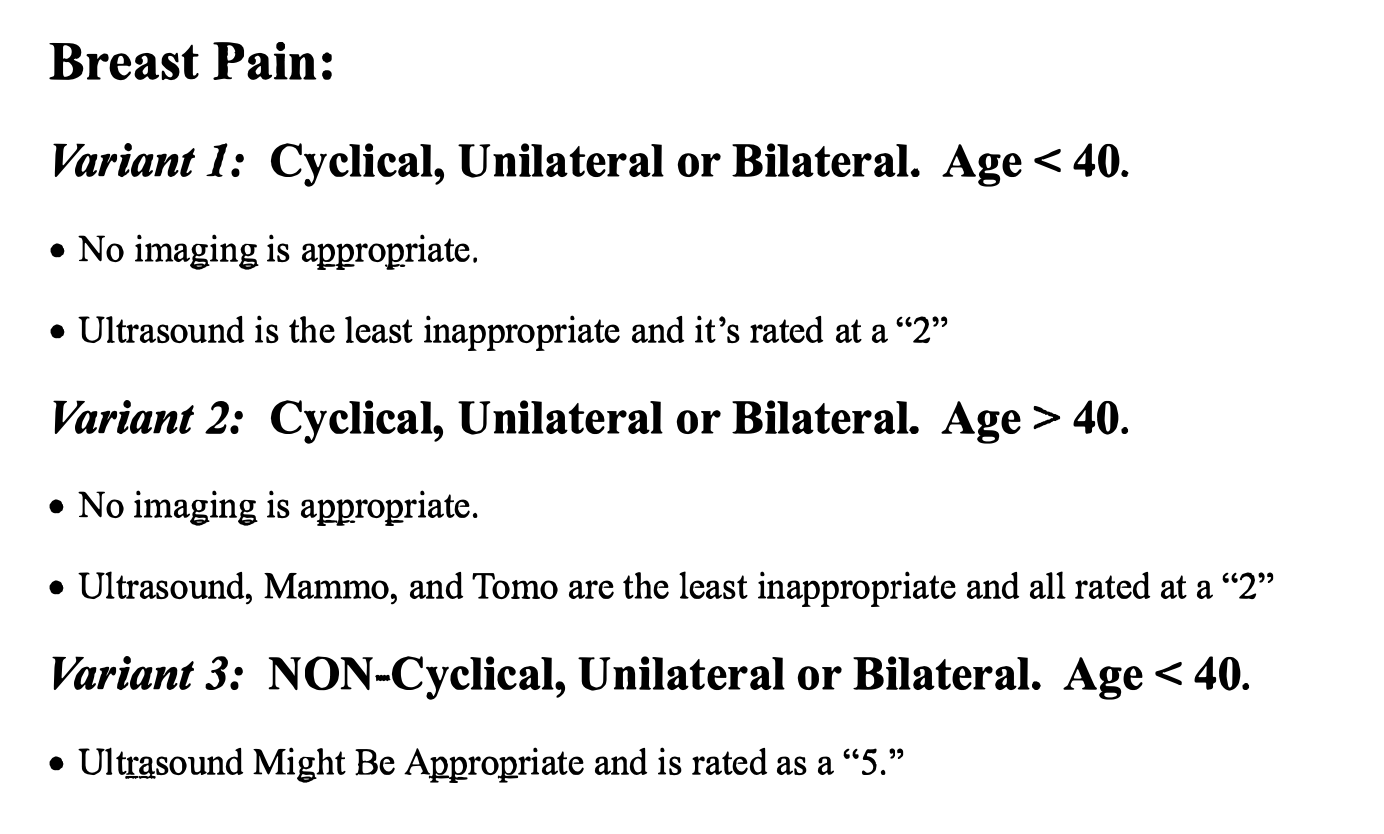 Breast Pain:
Variant 1:  Cyclical, Unilateral or Bilateral.  Age < 40.
• No imaging is appropriate.
• Ultrasound is the least inappropriate and it’s rated at a “2”
Variant 2:  Cyclical, Unilateral or Bilateral.  Age > 40.
• No imaging is appropriate.
• Ultrasound, Mammo, and Tomo are the least inappropriate and all rated at a “2”
Variant 3:  NON-Cyclical, Unilateral or Bilateral.  Age < 40.
• Ultrasound Might Be Appropriate and is rated as a “5.”